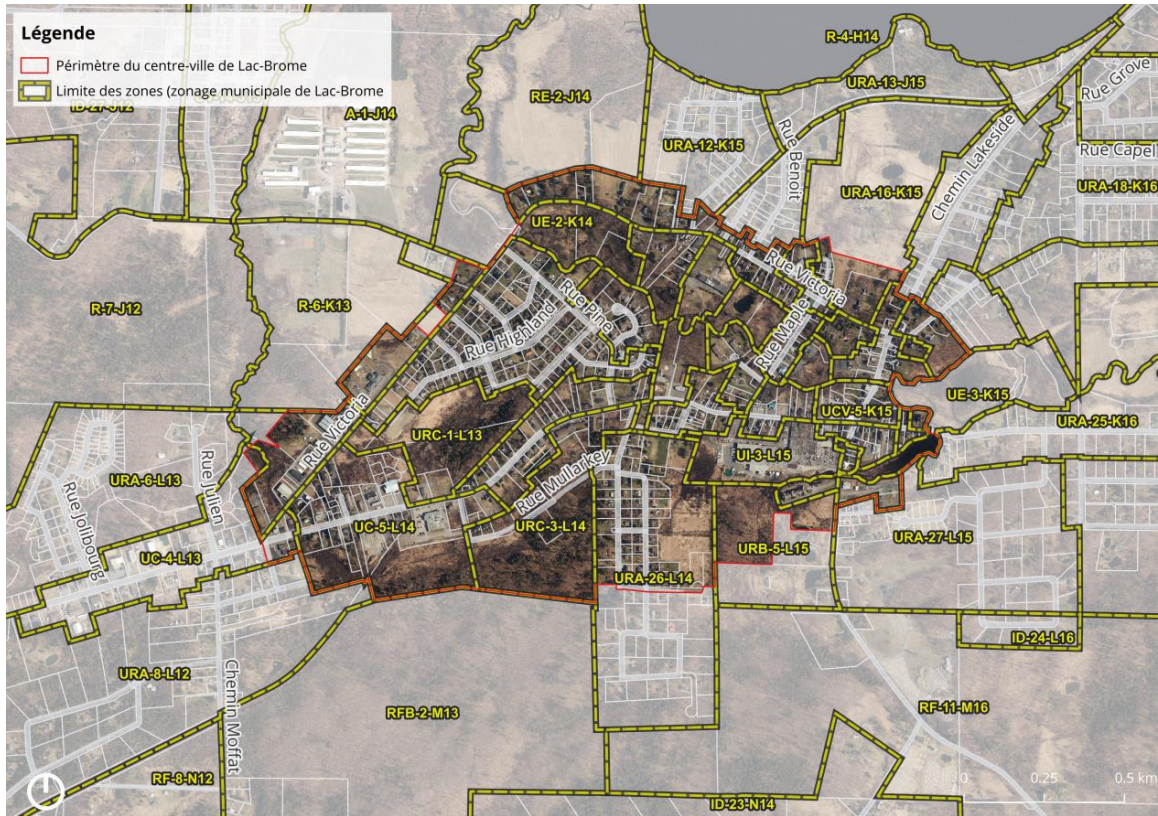 Légende
Périmètre du centre-ville de Lac-Brome
Limite des zones (zonage municipale de Lac-Brome
R-4-H14
RE-2-J14
URA-13-J15
Rue Grove
ID-27-J12
A-1-J14
Rue Benoit
URA-12-K15
Chemin Lakeside
Rue Capel
URA-16-K15
URA-18-K16
UE-2-K14
Rue Victoria
R-7-J12
R-6-K13
Rue Pine
Rue Highland
Rue Maple
UE-3-K15
UCV-5-K15
URA-25-K16
Rue Victoria
URC-1-L13
UI-3-L15
URA-6-L13
Rue Julien
Rue Jolibourg
Rue Mullarkey
UC-5-L14
URC-3-L14
URA-27-L15
UC-4-L13
URB-5-L15
URA-26-L14
ID-24-L16
URA-8-L12
Chemin Moffat
RFB-2-M13
RF-11-M16
RF-8-N12
0 0.25 0.5 km
ID-23-N14